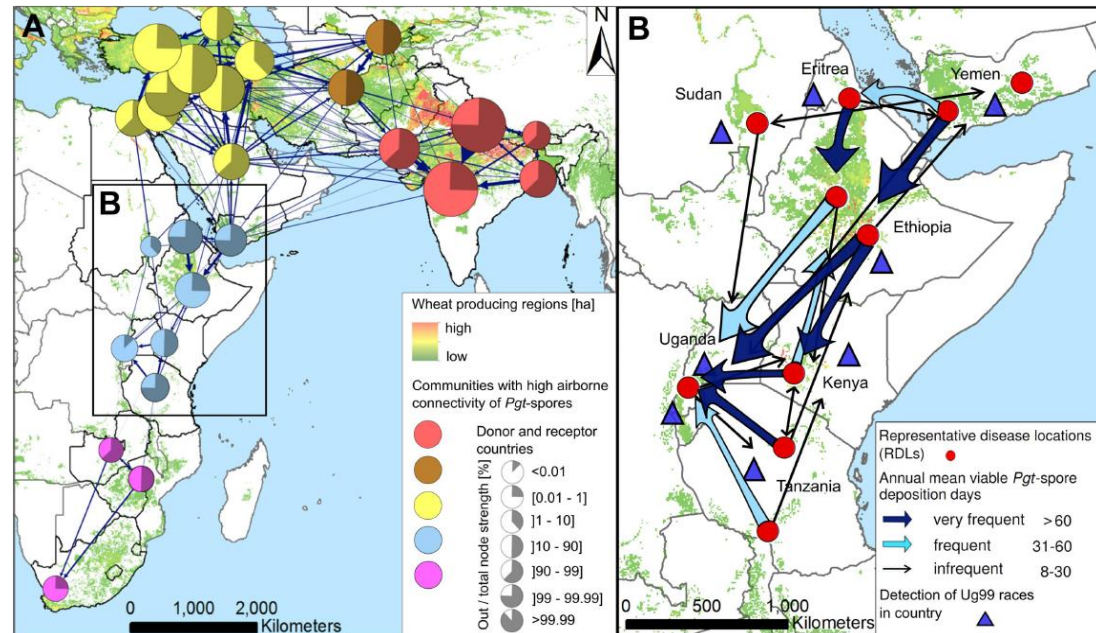 A
N
B
Wheat producing regions [ha]
high
low
Communities with high airborne
connectivity of Pgt-spores
Donor and receptor
countries
Out / total node strength [%]
<0.01
[0.01 - 1]
]1 - 10]
]10 - 90]
]90 - 99]
]99 - 99.99]
>99.99
0 1,000 2,000
Kilometers
B
Eritrea
Yemen
Sudan
Ethiopia
Uganda
Kenya
Tanzania
Representative disease locations
(RDLs)
Annual mean viable Pgt-spore
deposition days
very frequent >60
frequent 31-60
infrequent 8-30
Detection of Ug99 races
in country
0 500 1,000
Kilometers